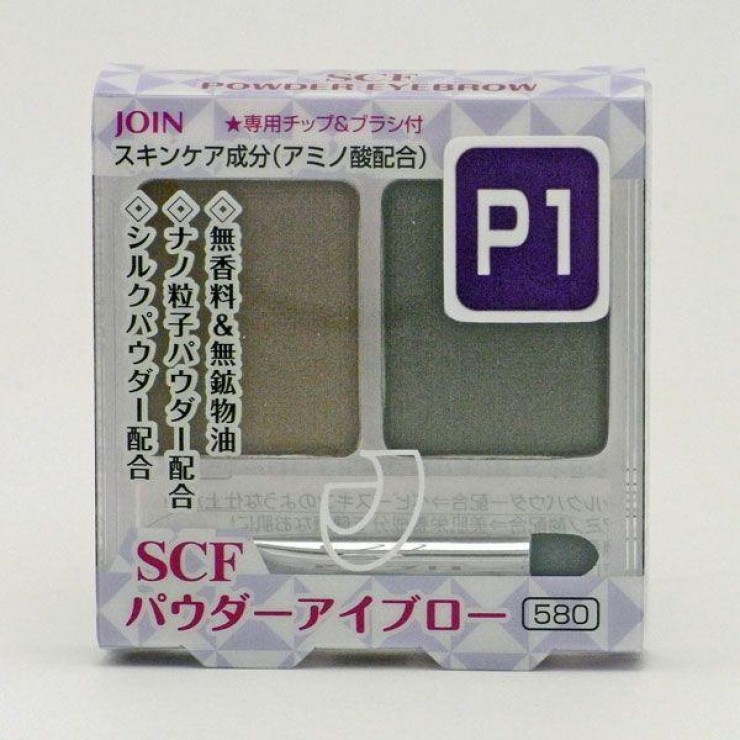 SCF
POWDER EYEBROW
JOIN
★専用チップ&ブラシ付
スキンケア成分(アミノ酸配合)
P1
◈無香料&無鉱物油
◈ナノ粒子パウダー配合
◈シルクパウダー配合
SCF
パウダーアイブロー
580